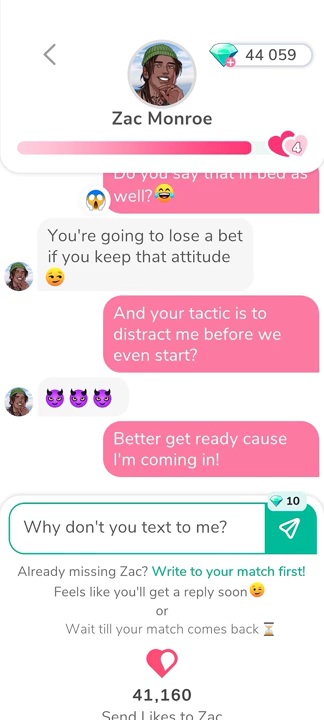 44 059
Zac Monroe
4
Do you say that in bed as
well?😂
😱
You're going to lose a bet
if you keep that attitude
😏
And your tactic is to
distract me before we
even start?
😈😈😈
Better get ready cause
I'm coming in!
10
Why don't you text to me?
Already missing Zac? Write to your match first!
Feels like you'll get a reply soon😉
or
Wait till your match comes back⏳
41,160
Send Likes to Zac